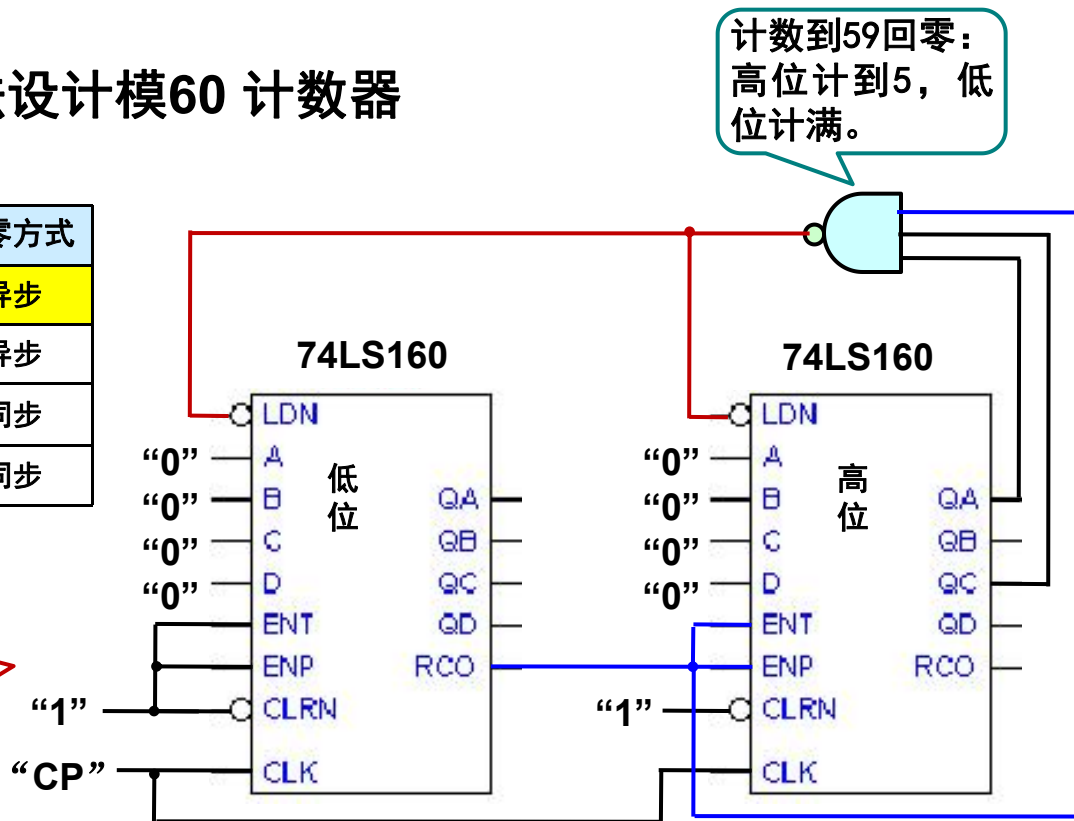 计数到59回零：
高位计到5，低
位计满。
法设计模60 计数器
零方式
异步
异步
同步
同步
74LS160
74LS160
LDN
“0” A
“0” B
“0” C
“0” D
ENT
ENP
“1” CLRN
“CP” CLK
低
位
QA
QB
QC
QD
RCO
LDN
“0” A
“0” B
“0” C
“0” D
ENT
ENP
“1” CLRN
CLK
高
位
QA
QB
QC
QD
RCO